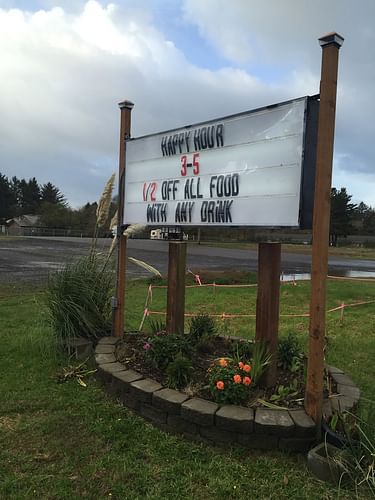 HAPPY HOUR
3-5
1/2 OFF ALL FOOD
WITH ANY DRINK